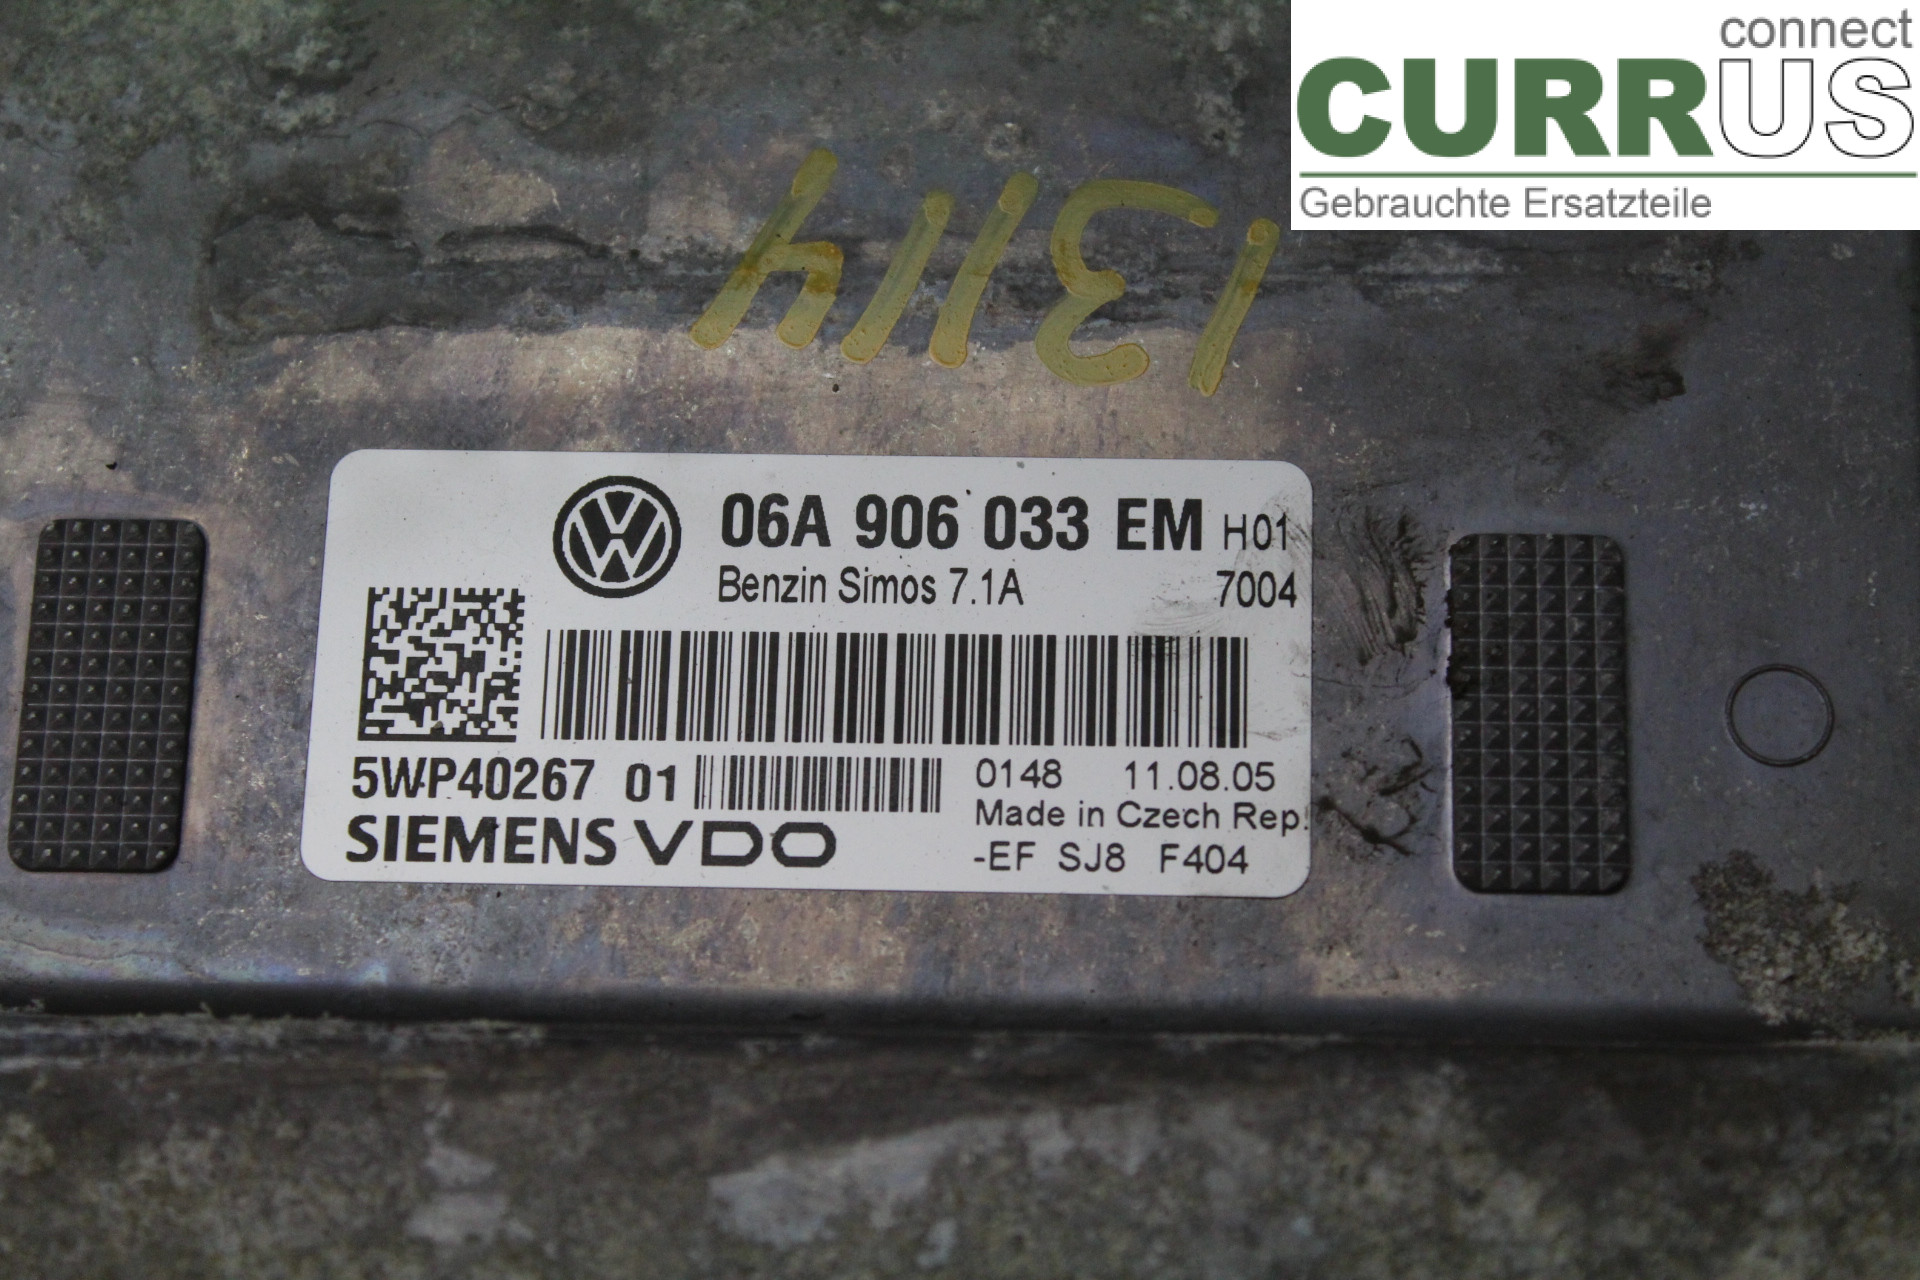 connect
CURRUS
Gebrauchte Ersatzteile
06A 906 033 EM H01
Benzin Simos 7.1A 7004
5WP40267 01 0148 11.08.05
Made in Czech Rep.
SIEMENS VDO -EF SJ8 F404